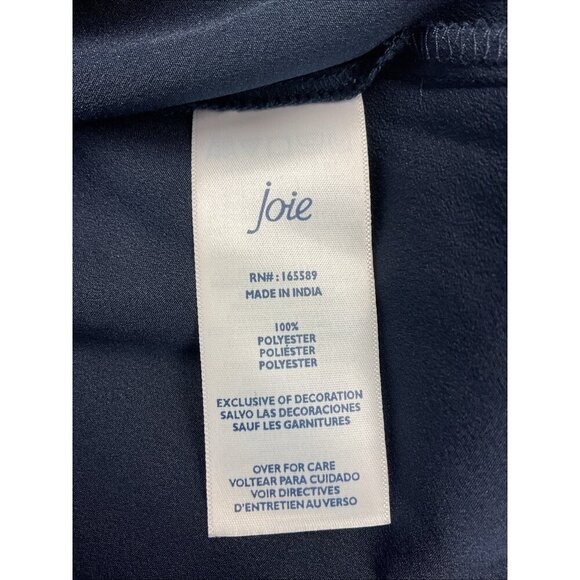 joie
RN#: 165589
MADE IN INDIA
100%
POLYESTER
POLIÉSTER
POLYESTER
EXCLUSIVE OF DECORATION
SALVO LAS DECORACIONES
SAUF LES GARNITURES
OVER FOR CARE
VOLTEAR PARA CUIDADO
VOIR DIRECTIVES
D'ENTRETIEN AU VERSO